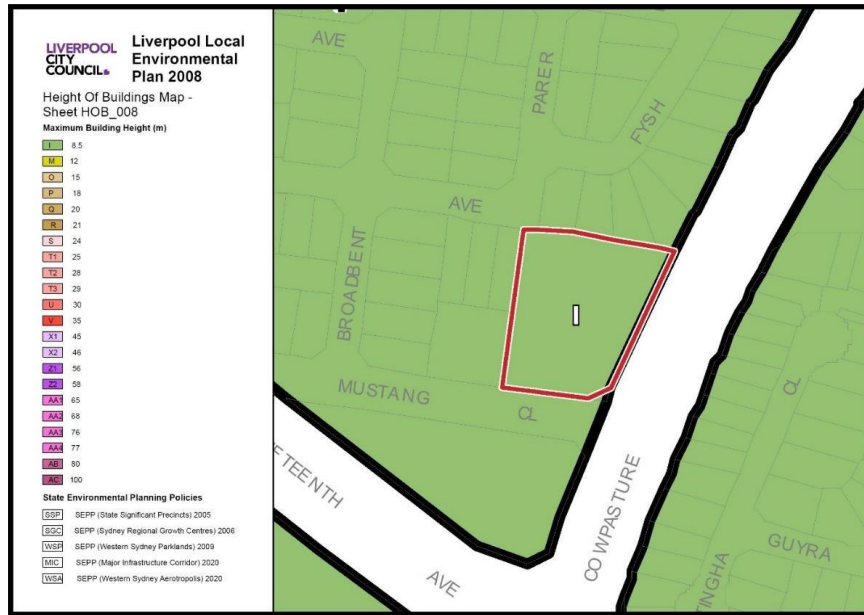 LIVERPOOL
CITY
COUNCIL
Liverpool Local
Environmental
Plan 2008
Height Of Buildings Map -
Sheet HOB_008
Maximum Building Height (m)
I 8.5
M 12
O 15
P 18
Q 20
R 21
S 24
T1 25
T2 28
T3 29
U 30
V 35
X1 45
X2 46
Z1 56
Z2 58
AA1 65
AA2 68
AA3 76
AA4 77
AB 80
AC 100
State Environmental Planning Policies
SSP SEPP (State Significant Precincts) 2005
SGC SEPP (Sydney Regional Growth Centres) 2006
WSP SEPP (Western Sydney Parklands) 2009
MIC SEPP (Major Infrastructure Corridor) 2020
WSA SEPP (Western Sydney Aerotropolis) 2020
AVE
PARER
FYSH
AVE
BROADBENT
I
MUSTANG
CL
CL
FTEENTH
AVE
COWPASTURE
GUYRA
TINGHA